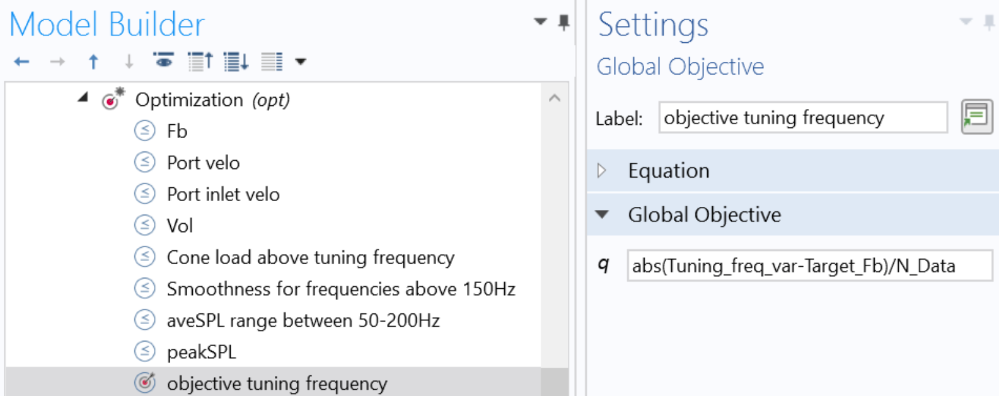 Model Builder
Optimization (opt)
Fb
Port velo
Port inlet velo
Vol
Cone load above tuning frequency
Smoothness for frequencies above 150Hz
aveSPL range between 50-200Hz
peakSPL
objective tuning frequency
Settings
Global Objective
Label: objective tuning frequency
Equation
Global Objective
q abs(Tuning_freq_var-Target_Fb)/N_Data